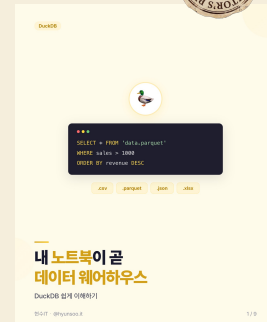 DuckDB
SELECT * FROM 'data.parquet'
WHERE sales > 1000
ORDER BY revenue DESC
.csv
.parquet
.json
.xlsx
내 노트북이 곧
데이터 웨어하우스
DuckDB 쉽게 이해하기
@hyunsoo.it
1/9